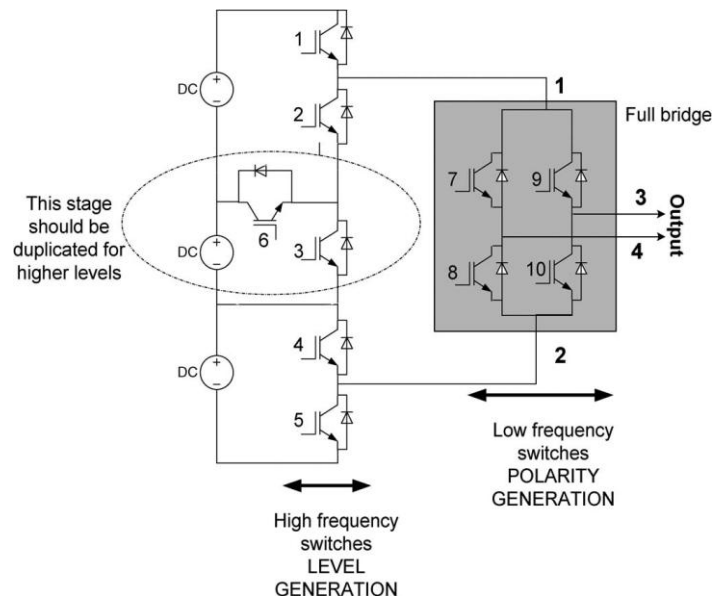 1
DC
2
1
Full bridge
7
9
3
Output
4
8
10
2
This stage
should be
duplicated for
higher levels
6
3
DC
4
DC
5
Low frequency
switches
POLARITY
GENERATION
High frequency
switches
LEVEL
GENERATION